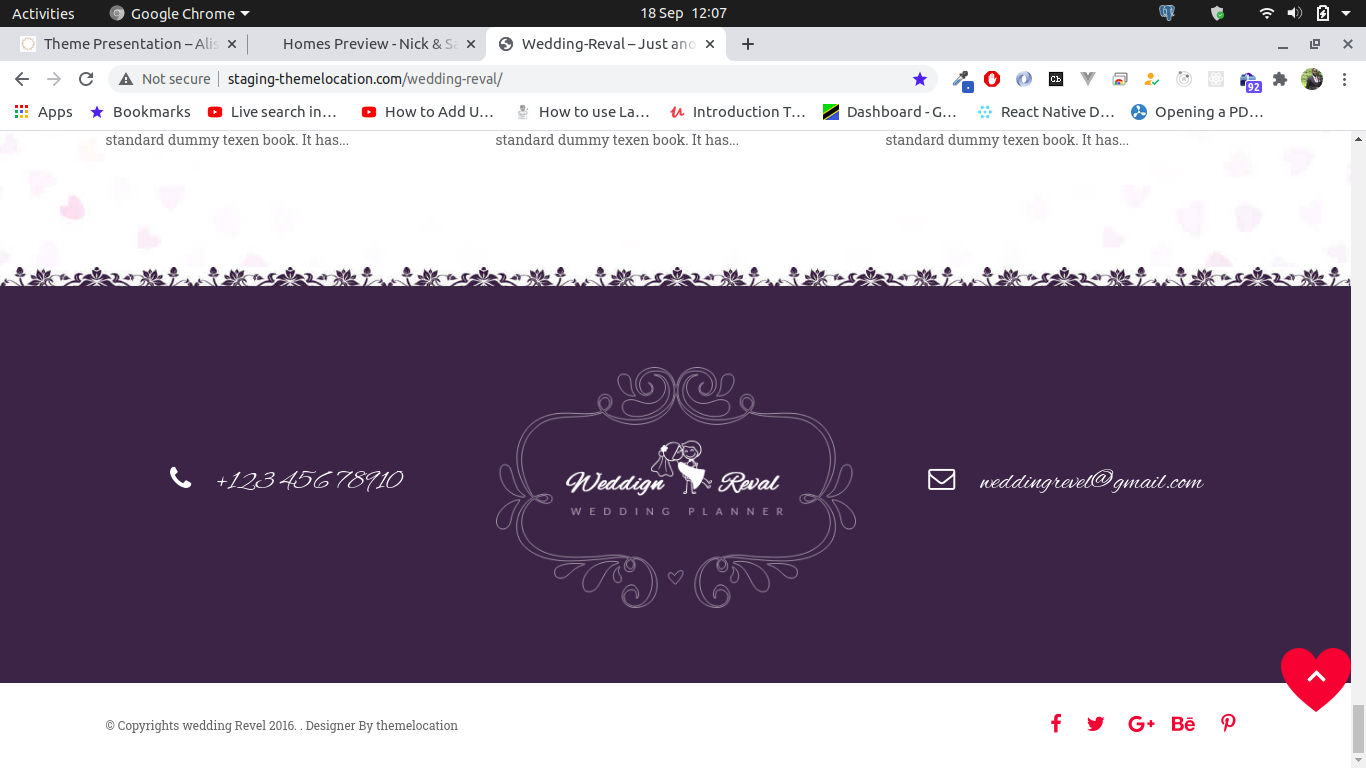 Activities Google Chrome 18 Sep 12:07
Theme Presentation – Alis Homes Preview - Nick & Sa Wedding-Reval – Just ano
Not secure staging-themelocation.com/wedding-reval/ 92
Apps Bookmarks Live search in... How to Add U... How to use La... Introduction T... Dashboard - G... React Native D... Opening a PD...
standard dummy texen book. It has... standard dummy texen book. It has... standard dummy texen book. It has...
+123 456 78910
Weddign Reval
WEDDING PLANNER
weddingrevel@gmail.com
© Copyrights wedding Revel 2016. . Designer By themelocation